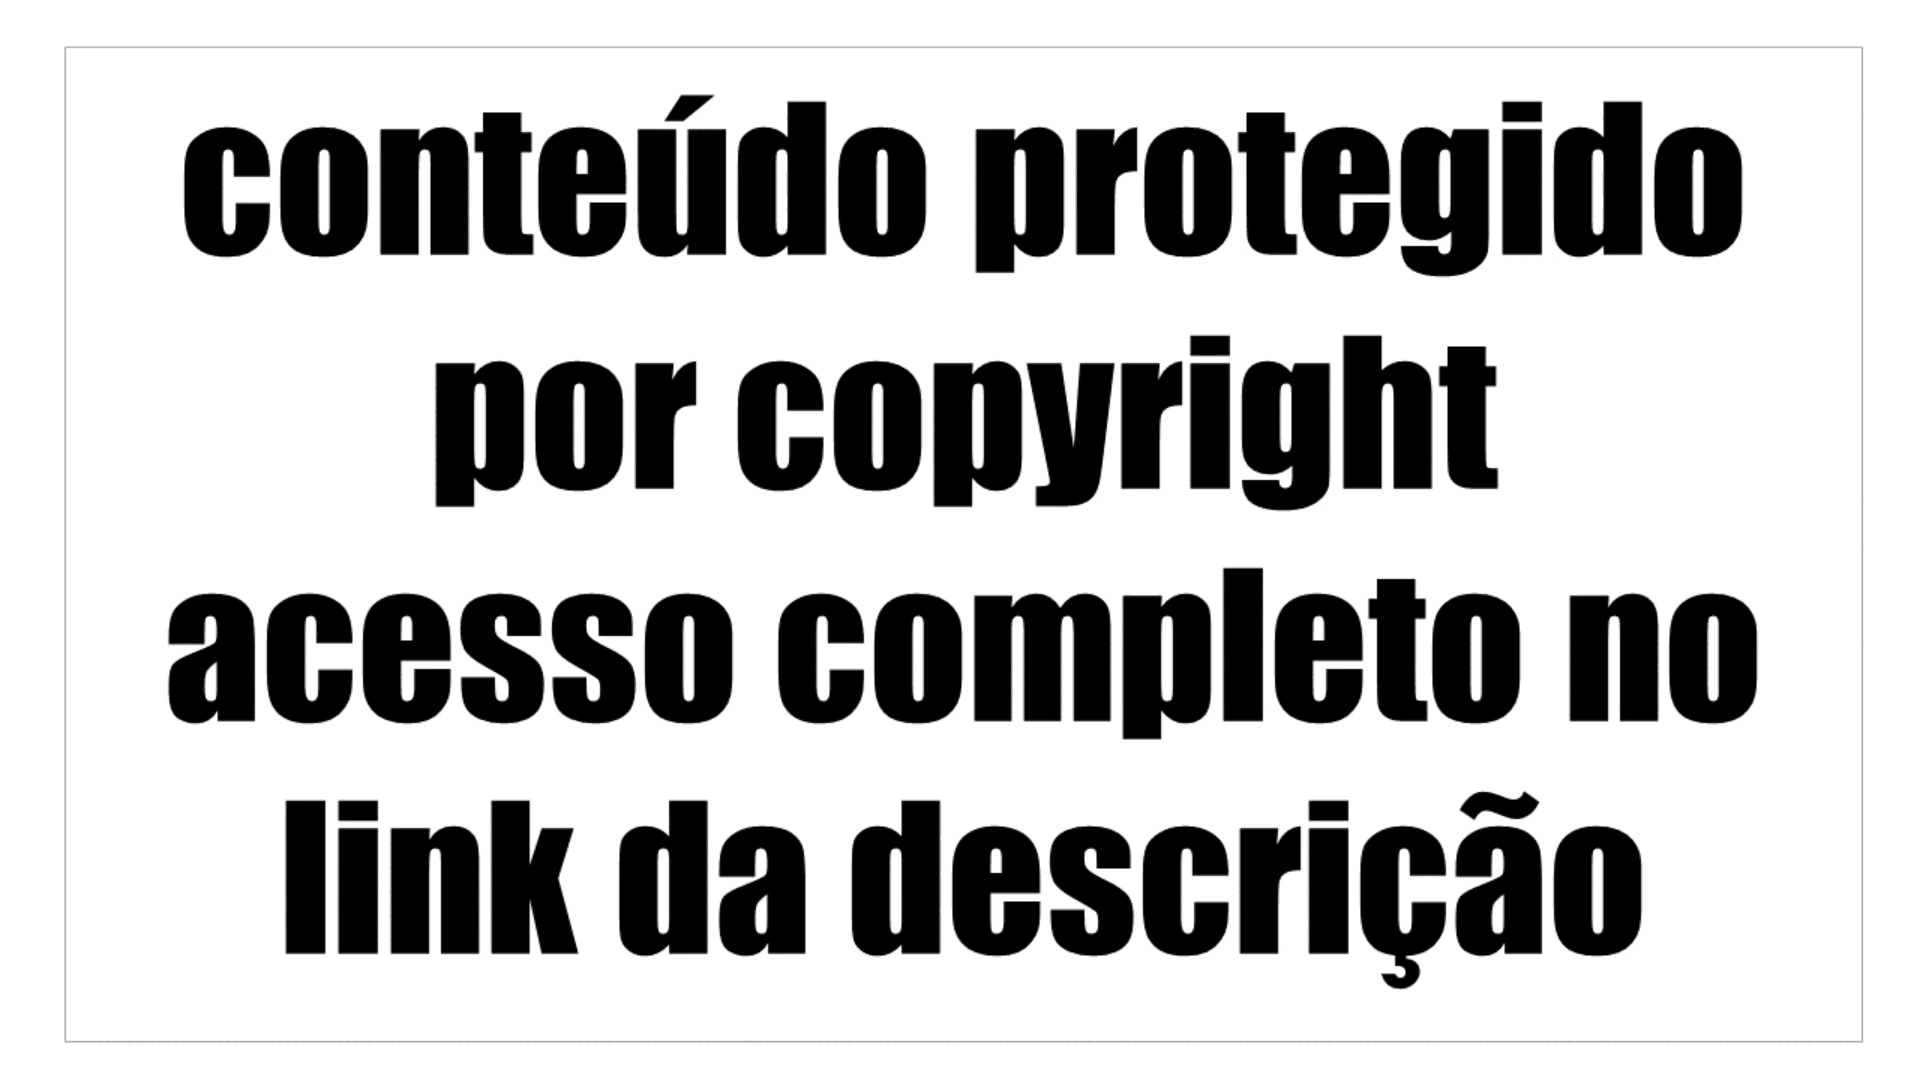 conteúdo protegido
por copyright
acesso completo no
link da descrição